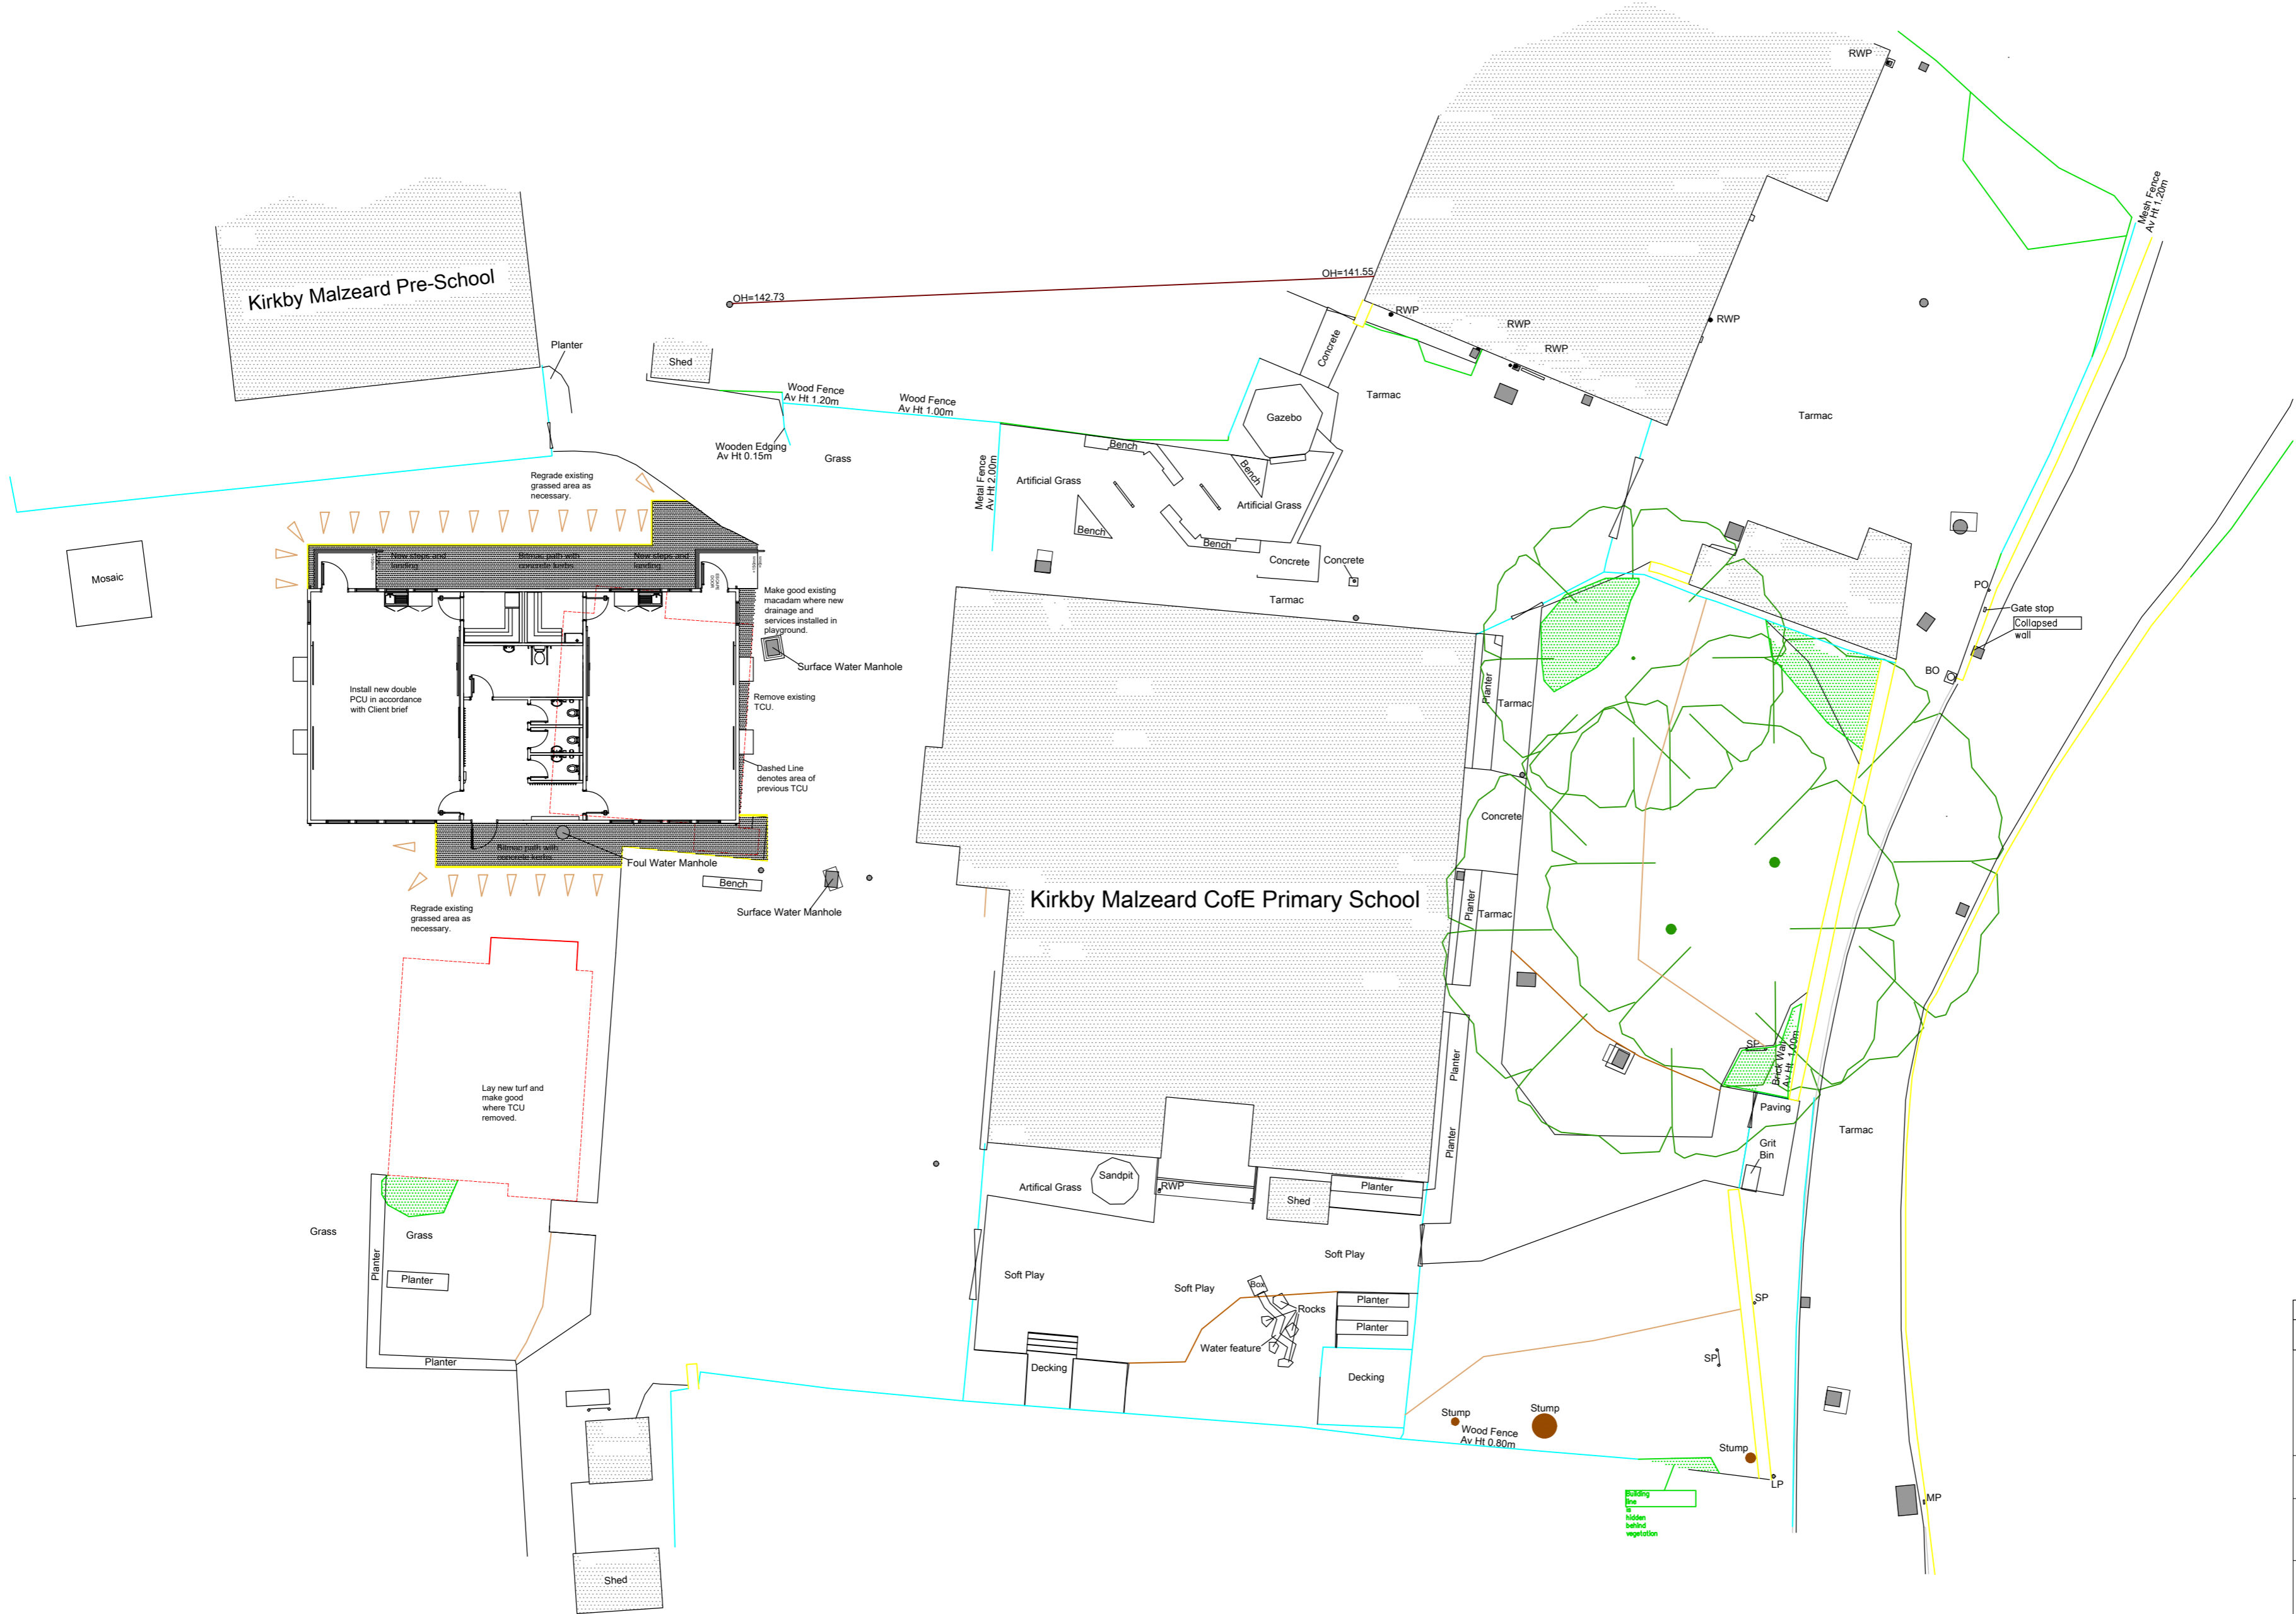 RWP
Mesh Fence
Av Ht 1.20m
Kirkby Malzeard Pre-School
OH=142.73
OH=141.55
RWP
RWP
RWP
RWP
Planter
Shed
Concrete
Wood Fence
Av Ht 1.20m
Wood Fence
Av Ht 1.00m
Tarmac
Gazebo
Tarmac
Wooden Edging
Av Ht 0.15m
Grass
Bench
Bench
Regrade existing
grassed area as
necessary.
Metal Fence
Av Ht 2.00m
Artificial Grass
Artificial Grass
Bench
Bench
Mosaic
New steps and
landing.
Bitmac path with
concrete kerbs
New steps and
landing.
Concrete
Concrete
Tarmac
Make good existing
macadam where new
drainage and
services installed in
playground.
Surface Water Manhole
PO
Gate stop
Collapsed
wall
BO
Install new double
PCU in accordance
with Client brief
Remove existing
TCU.
Planter
Tarmac
Dashed Line
denotes area of
previous TCU
Concrete
Bitmac path with
concrete kerbs
Foul Water Manhole
Bench
Surface Water Manhole
Kirkby Malzeard CofE Primary School
Planter
Tarmac
Regrade existing
grassed area as
necessary.
Lay new turf and
make good
where TCU
removed.
Planter
SP
Brick Wall
Av Ht 1.00m
Paving
Tarmac
Planter
Grit
Bin
Artifical Grass
Sandpit
RWP
Shed
Planter
Grass
Grass
Planter
Planter
Soft Play
Soft Play
Soft Play
Box
Rocks
Planter
Planter
Water feature
SP
SP
Planter
Decking
Decking
Stump
Stump
Wood Fence
Av Ht 0.80m
Stump
LP
MP
Building
line
is
hidden
behind
vegetation
Shed